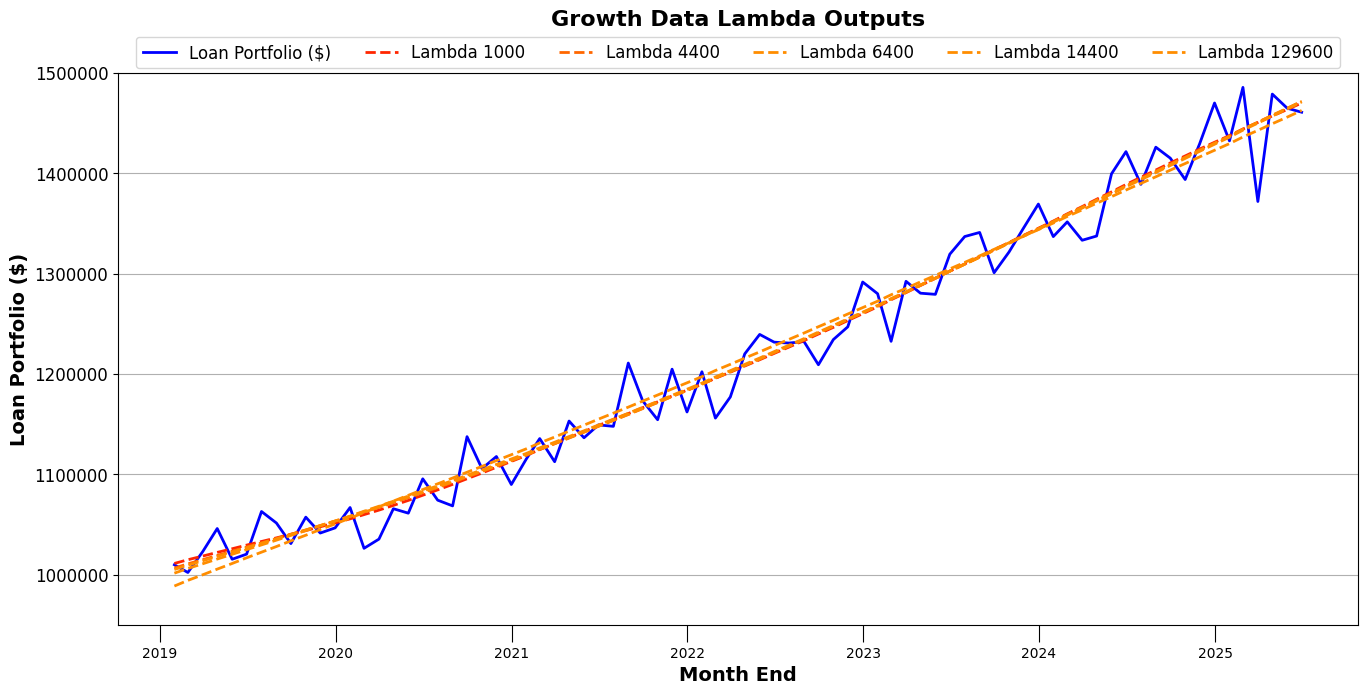 Growth Data Lambda Outputs
Loan Portfolio ($) Lambda 1000 Lambda 4400 Lambda 6400 Lambda 14400 Lambda 129600
1500000
1400000
1300000
1200000
1100000
1000000
Loan Portfolio ($)
2019 2020 2021 2022 2023 2024 2025
Month End